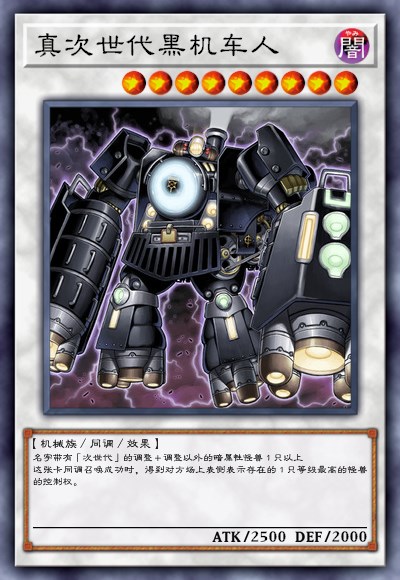 真次世代黑机车人
やみ
闇
【机械族／同调／效果】
名字带有「次世代」的调整＋调整以外的暗属性怪兽1只以上
这张卡同调召唤成功时，得到对方场上表侧表示存在的1只等级最高的怪兽
的控制权。
ATK/2500 DEF/2000